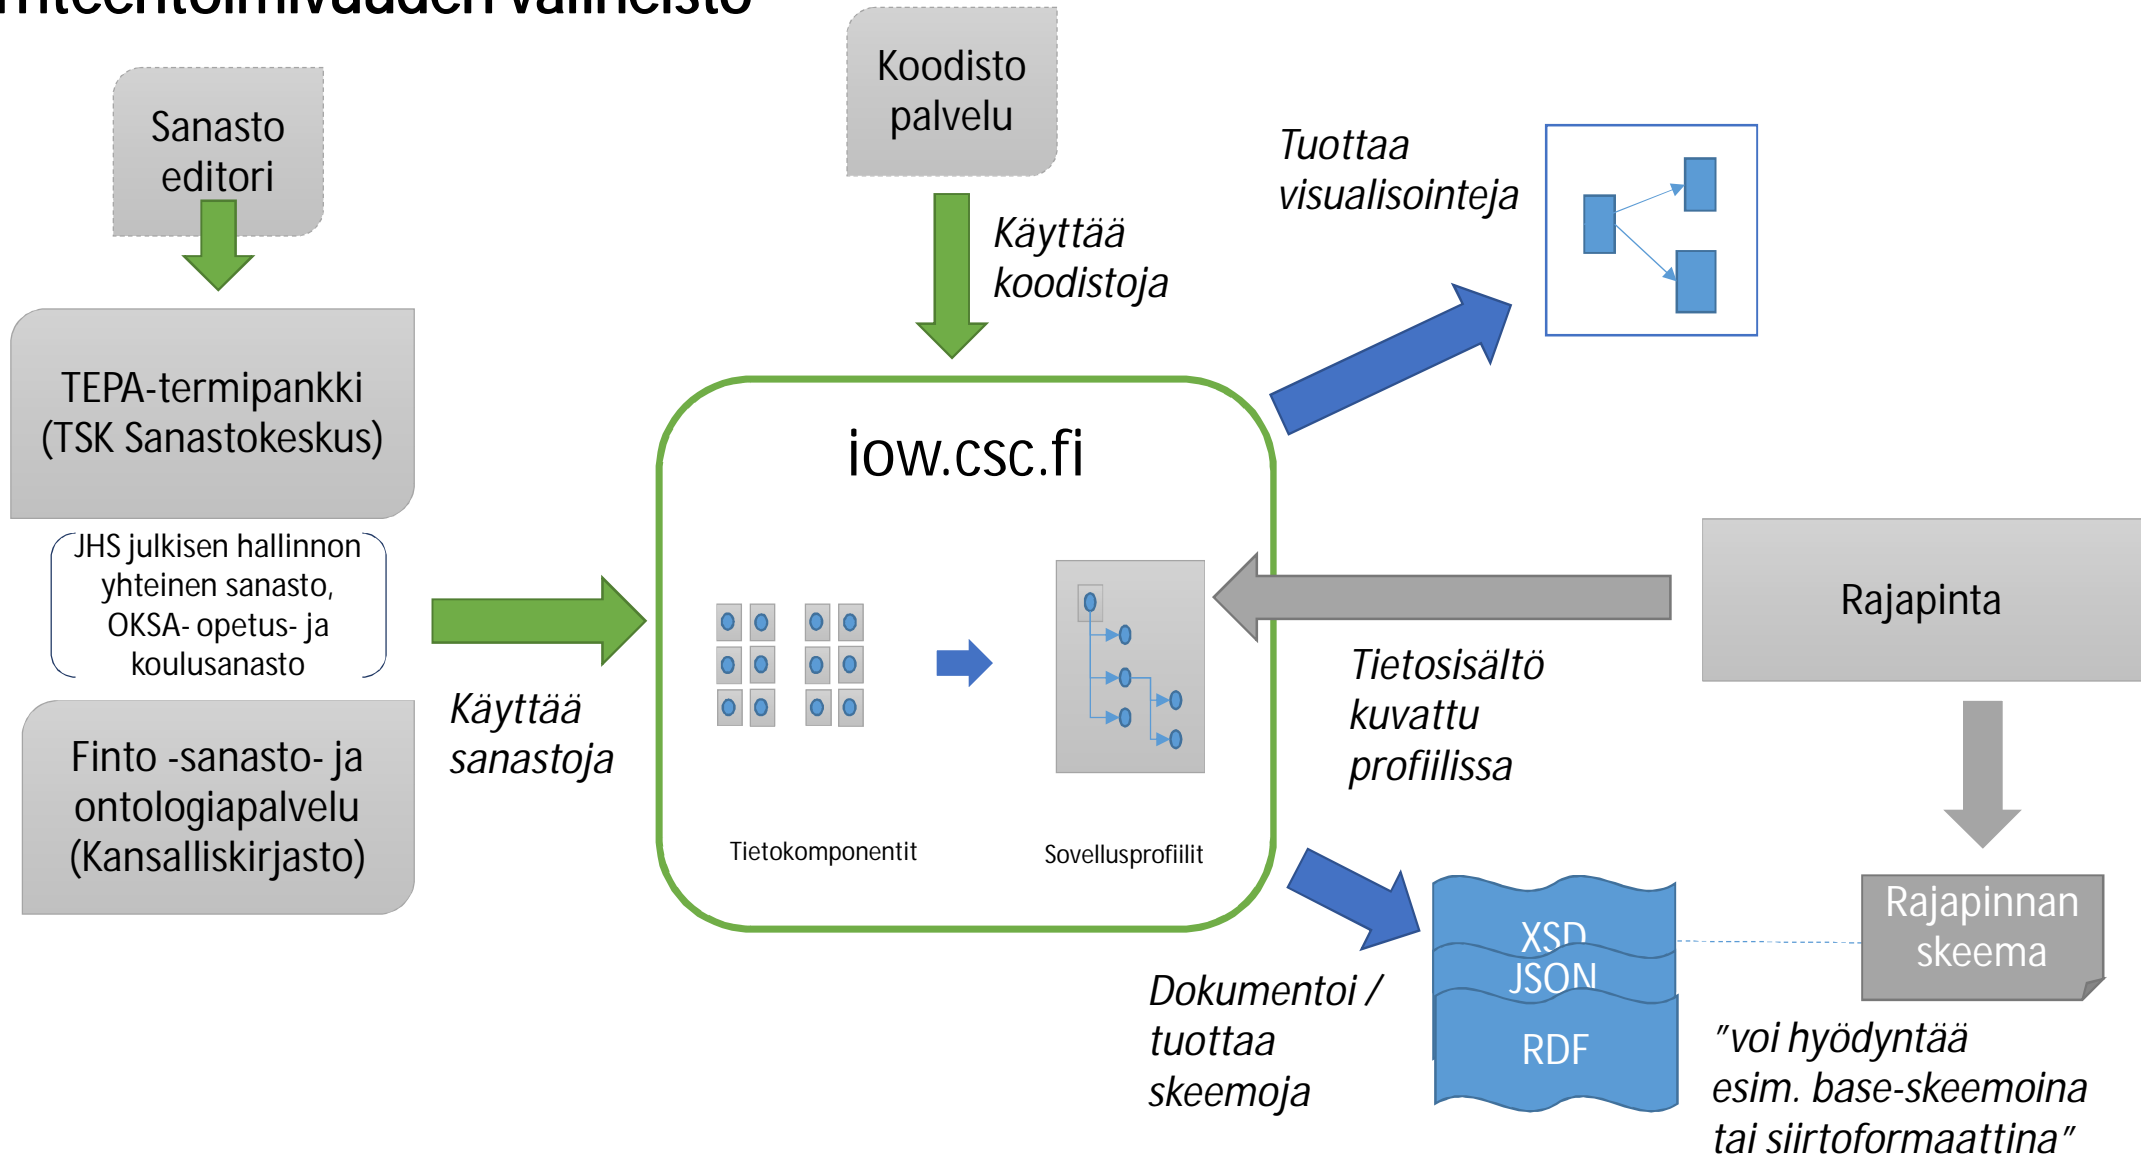 välineistö
Sanasto
editori
Koodisto
palvelu
Tuottaa
visualisointeja
Käyttää
koodistoja
TEPA-termipankki
(TSK Sanastokeskus)
iow.csc.fi
JHS julkisen hallinnon
yhteinen sanasto,
OKSA- opetus- ja
koulusanasto
Rajapinta
Käyttää
sanastoja
Tietosisältö
kuvattu
profiilissa
Finto -sanasto- ja
ontologiapalvelu
(Kansalliskirjasto)
Tietokomponentit
Sovellusprofiilit
XSD
JSON
RDF
Rajapinnan
skeema
Dokumentoi /
tuottaa
skeemoja
"voi hyödyntää
esim. base-skeemoina
tai siirtoformaattina"